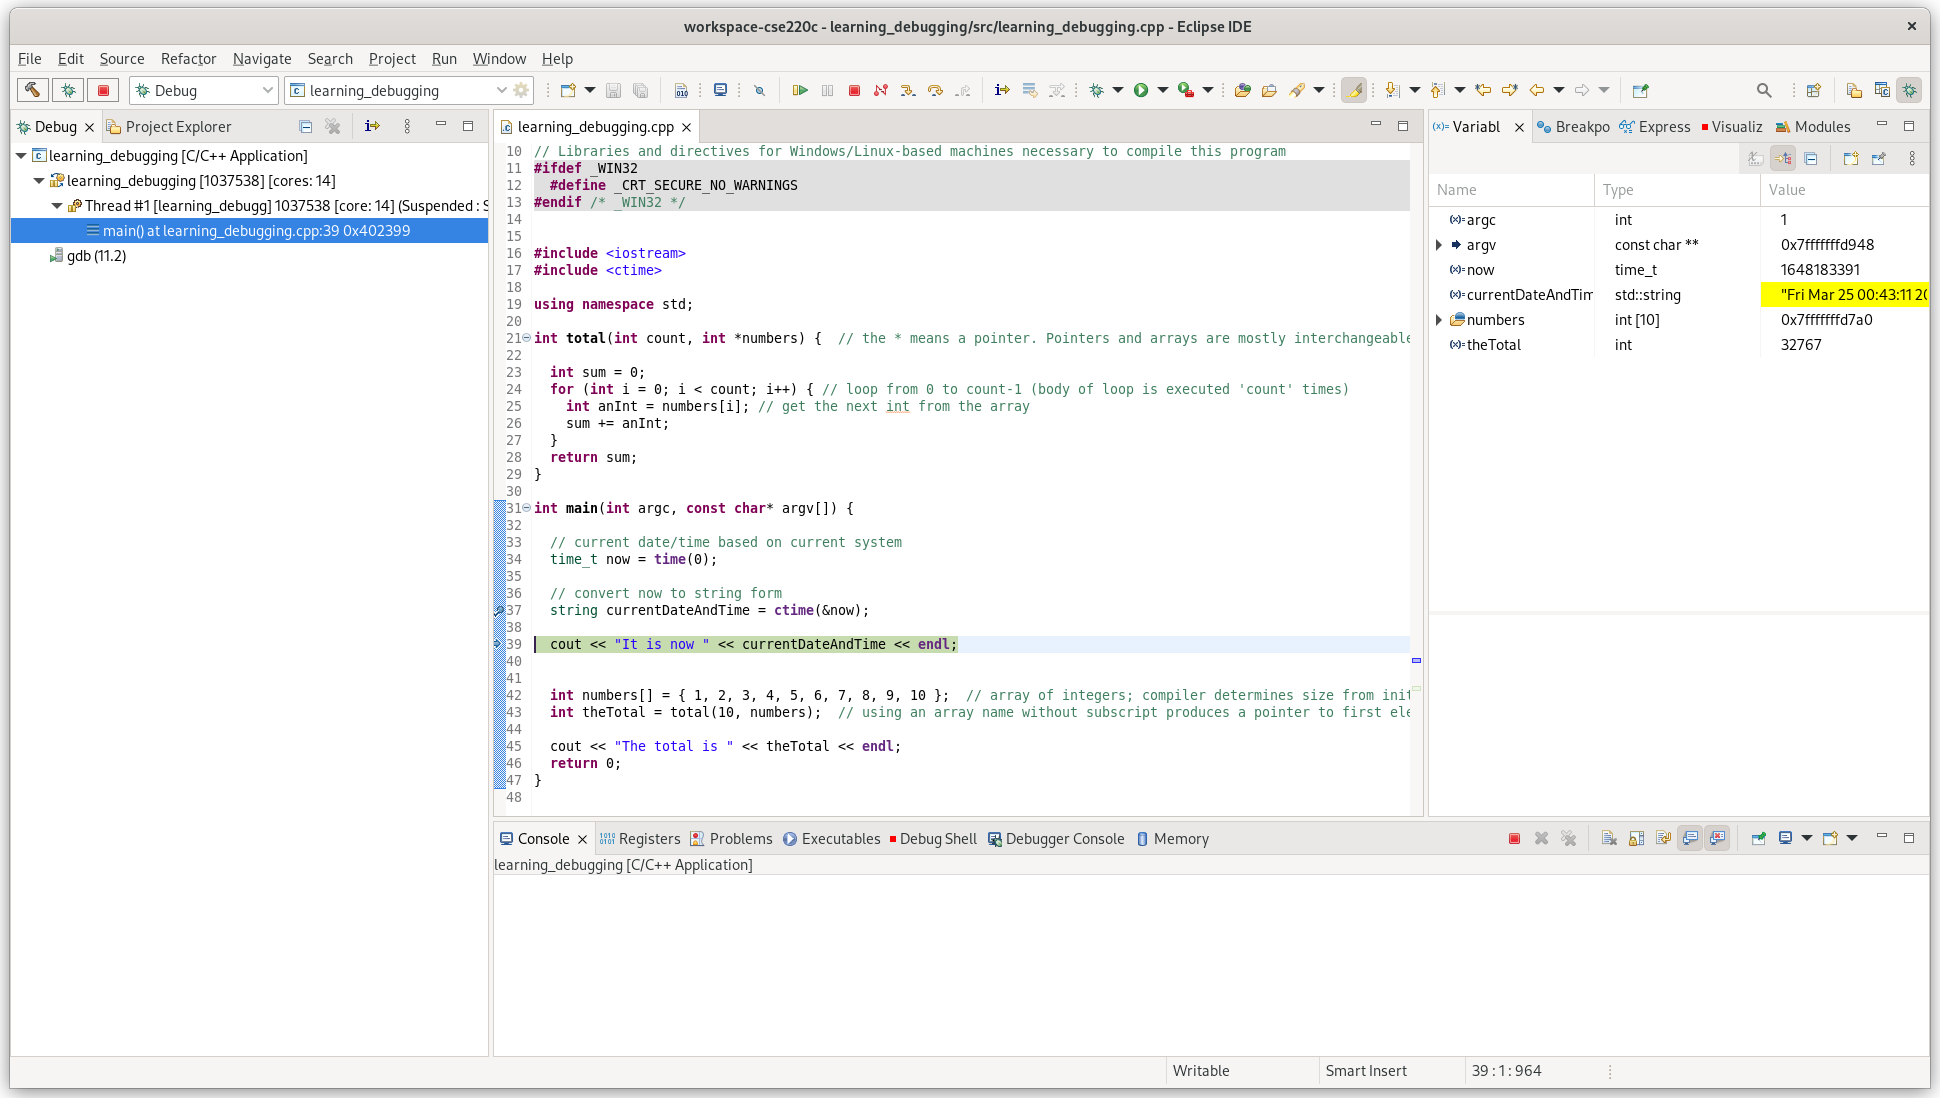 workspace-cse220c - learning_debugging/src/learning_debugging.cpp - Eclipse IDE
File Edit Source Refactor Navigate Search Project Run Window Help
Debug learning_debugging
Debug Project Explorer
learning_debugging [C/C++ Application]
learning_debugging [1037538] [cores: 14]
Thread #1 [learning_debugg] 1037538 [core: 14] (Suspended : S
main() at learning_debugging.cpp:39 0x402399
gdb (11.2)
learning_debugging.cpp
10 // Libraries and directives for Windows/Linux-based machines necessary to compile this program
11 #ifdef _WIN32
12 #define _CRT_SECURE_NO_WARNINGS
13 #endif /* _WIN32 */
14
15
16 #include <iostream>
17 #include <ctime>
18
19 using namespace std;
20
21 int total(int count, int *numbers) { // the * means a pointer. Pointers and arrays are mostly interchangeable
22
23 int sum = 0;
24 for (int i = 0; i < count; i++) { // loop from 0 to count-1 (body of loop is executed 'count' times)
25 int anInt = numbers[i]; // get the next int from the array
26 sum += anInt;
27 }
28 return sum;
29 }
30
31 int main(int argc, const char* argv[]) {
32
33 // current date/time based on current system
34 time_t now = time(0);
35
36 // convert now to string form
37 string currentDateAndTime = ctime(&now);
38
39 cout << "It is now " << currentDateAndTime << endl;
40
41
42 int numbers[] = { 1, 2, 3, 4, 5, 6, 7, 8, 9, 10 }; // array of integers; compiler determines size from init
43 int theTotal = total(10, numbers); // using an array name without subscript produces a pointer to first ele
44
45 cout << "The total is " << theTotal << endl;
46 return 0;
47 }
48
Variabl Breakpo Express Visualiz Modules
Name Type Value
(x)= argc int 1
argv const char ** 0x7fffffffd948
(x)= now time_t 1648183391
(x)= currentDateAndTim std::string "Fri Mar 25 00:43:11 20
numbers int [10] 0x7fffffffd7a0
(x)= theTotal int 32767
Console Registers Problems Executables Debug Shell Debugger Console Memory
learning_debugging [C/C++ Application]
Writable Smart Insert 39 : 1 : 964